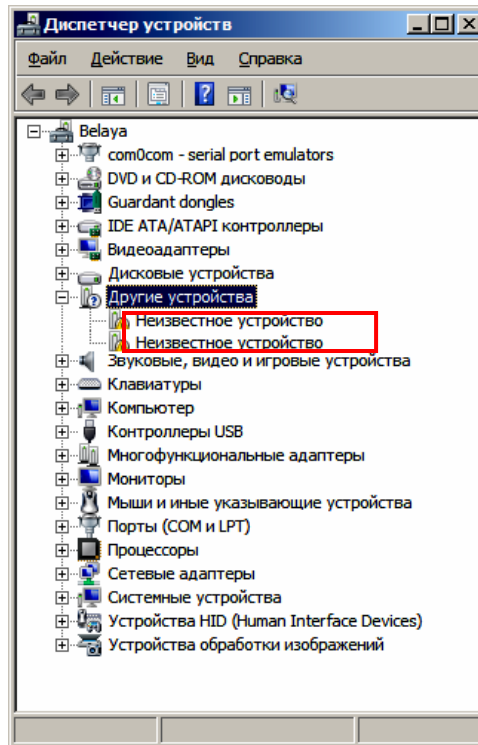 Диспетчер устройств
Файл Действие Вид Справка
Belaya
com0com - serial port emulators
DVD и CD-ROM дисководы
Guardant dongles
IDE ATA/ATAPI контроллеры
Видеоадаптеры
Дисковые устройства
Другие устройства
Неизвестное устройство
Неизвестное устройство
Звуковые, видео и игровые устройства
Клавиатуры
Компьютер
Контроллеры USB
Многофункциональные адаптеры
Мониторы
Мыши и иные указывающие устройства
Порты (COM и LPT)
Процессоры
Сетевые адаптеры
Системные устройства
Устройства HID (Human Interface Devices)
Устройства обработки изображений